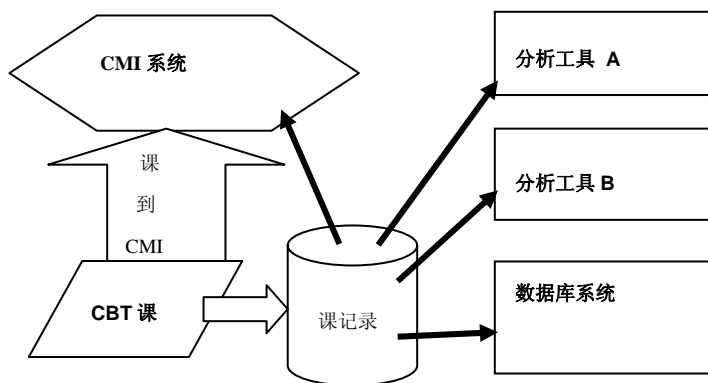 CMI 系统
分析工具 A
课
到
CMI
分析工具 B
CBT 课
课记录
数据库系统